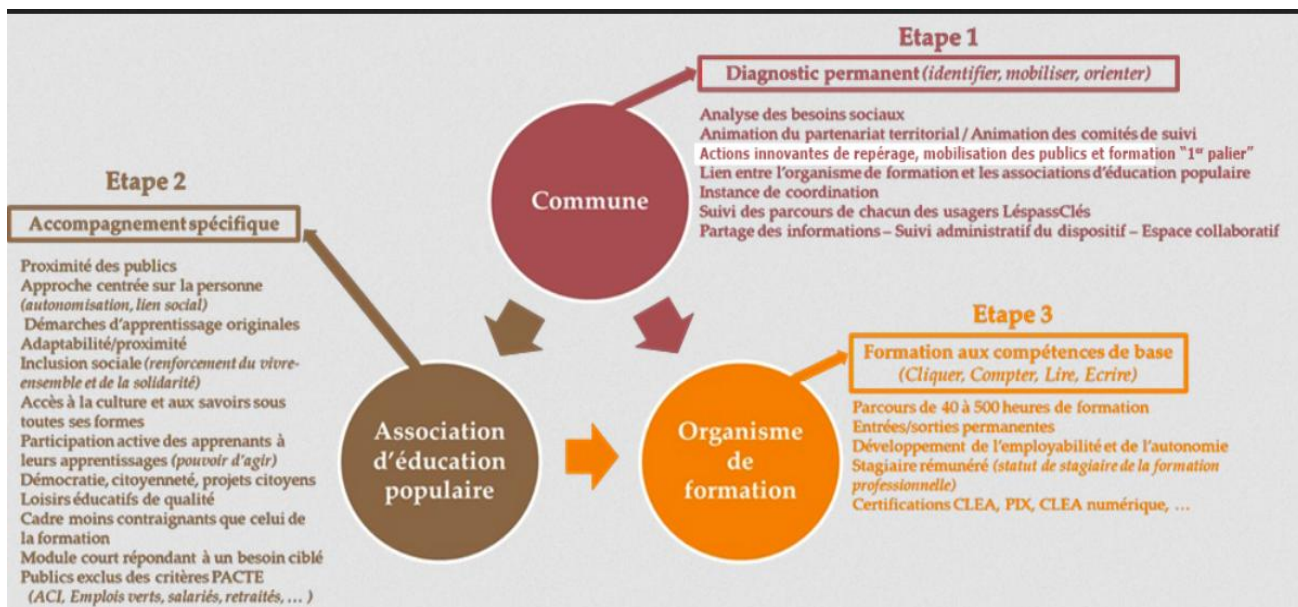 Etape 1
Diagnostic permanent (identifier, mobiliser, orienter)
Analyse des besoins sociaux
Animation du partenariat territorial / Animation des comités de suivi
Actions innovantes de repérage, mobilisation des publics et formation "1er palier"
Lien entre l'organisme de formation et les associations d'éducation populaire
Instance de coordination
Suivi des parcours de chacun des usagers LéspassClés
Partage des informations – Suivi administratif du dispositif – Espace collaboratif
Commune
Etape 2
Accompagnement spécifique
Proximité des publics
Approche centrée sur la personne
(autonomisation, lien social)
Démarches d'apprentissage originales
Adaptabilité/proximité
Inclusion sociale (renforcement du vivre-
ensemble et de la solidarité)
Accès à la culture et aux savoirs sous
toutes ses formes
Participation active des apprenants à
leurs apprentissages (pouvoir d'agir)
Démocratie, citoyenneté, projets citoyens
Loisirs éducatifs de qualité
Cadre moins contraignants que celui de
la formation
Module court répondant à un besoin ciblé
Publics exclus des critères PACTE
(ACI, Emplois verts, salariés, retraités, ... )
Association
d'éducation
populaire
Organisme
de
formation
Etape 3
Formation aux compétences de base
(Cliquer, Compter, Lire, Ecrire)
Parcours de 40 à 500 heures de formation
Entrées/sorties permanentes
Développement de l'employabilité et de l'autonomie
Stagiaire rémunéré (statut de stagiaire de la formation
professionnelle)
Certifications CLEA, PIX, CLEA numérique, ...